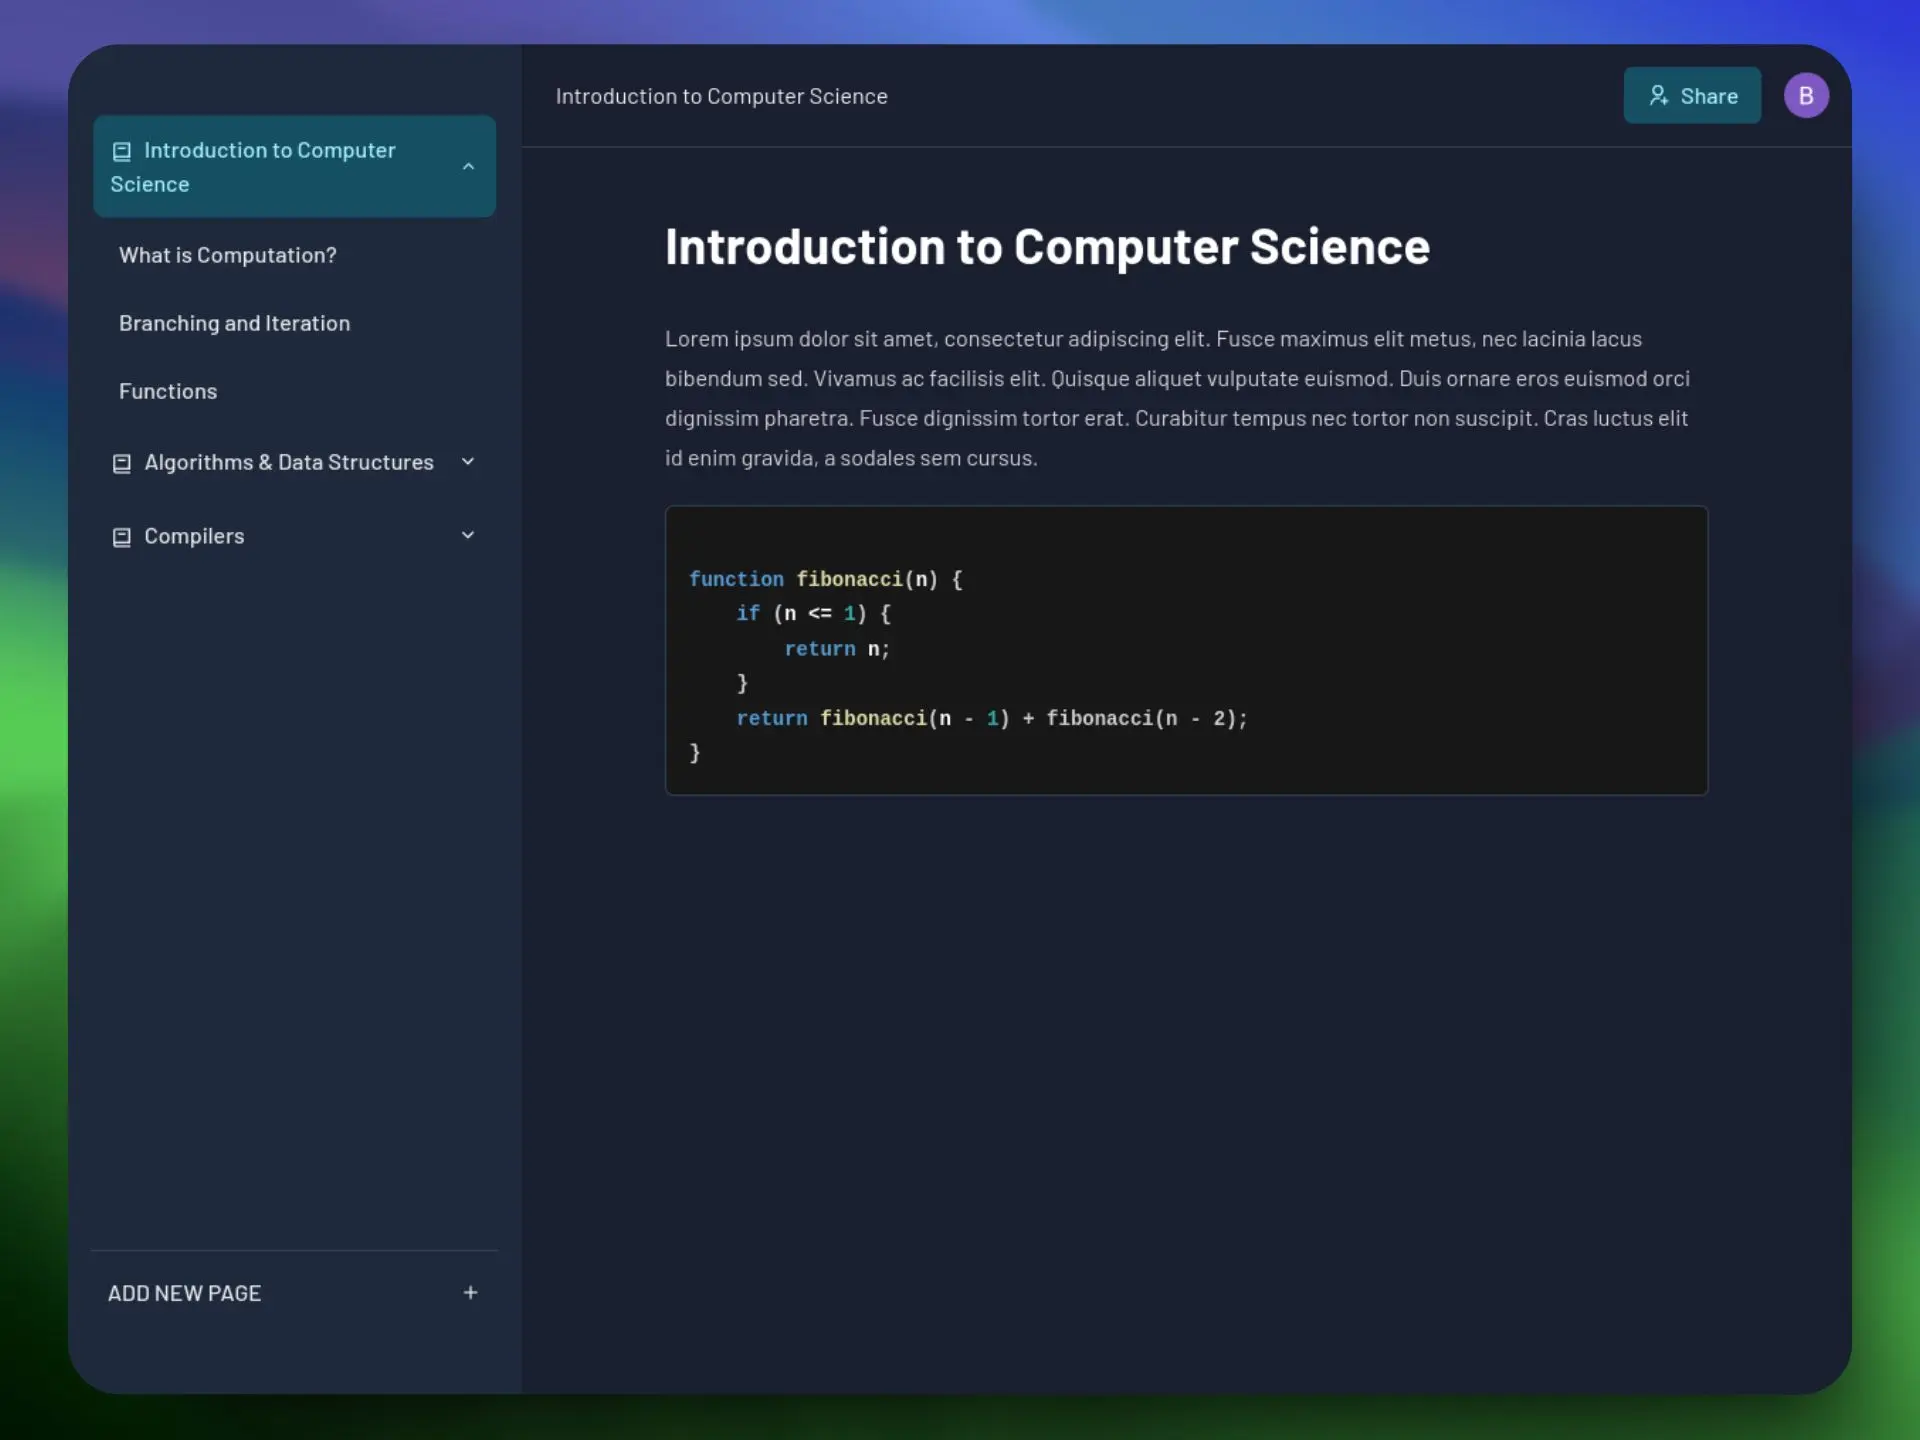 Introduction to Computer
Science
What is Computation?
Branching and Iteration
Functions
Algorithms & Data Structures
Compilers
ADD NEW PAGE +
Introduction to Computer Science
Share
B
Introduction to Computer Science
Lorem ipsum dolor sit amet, consectetur adipiscing elit. Fusce maximus elit metus, nec lacinia lacus
bibendum sed. Vivamus ac facilisis elit. Quisque aliquet vulputate euismod. Duis ornare eros euismod orci
dignissim pharetra. Fusce dignissim tortor erat. Curabitur tempus nec tortor non suscipit. Cras luctus elit
id enim gravida, a sodales sem cursus.
function fibonacci(n) {
    if (n <= 1) {
        return n;
    }
    return fibonacci(n - 1) + fibonacci(n - 2);
}